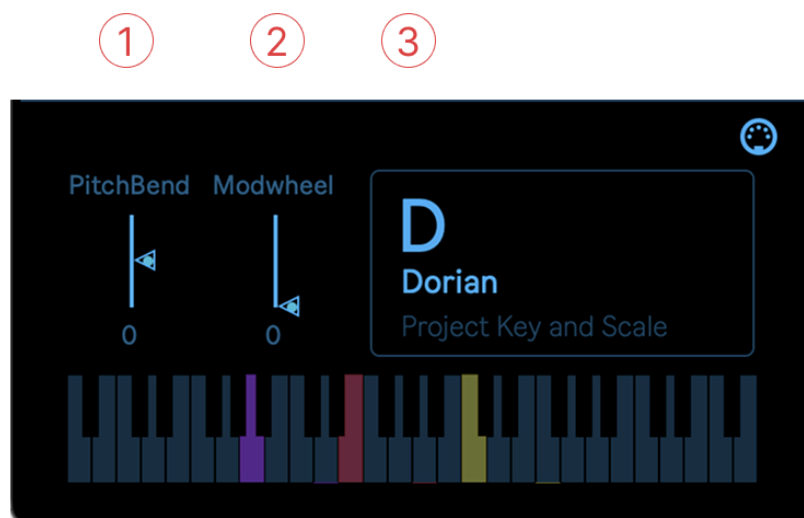 1 2 3
PitchBend Modwheel
D
Dorian
Project Key and Scale
0 0